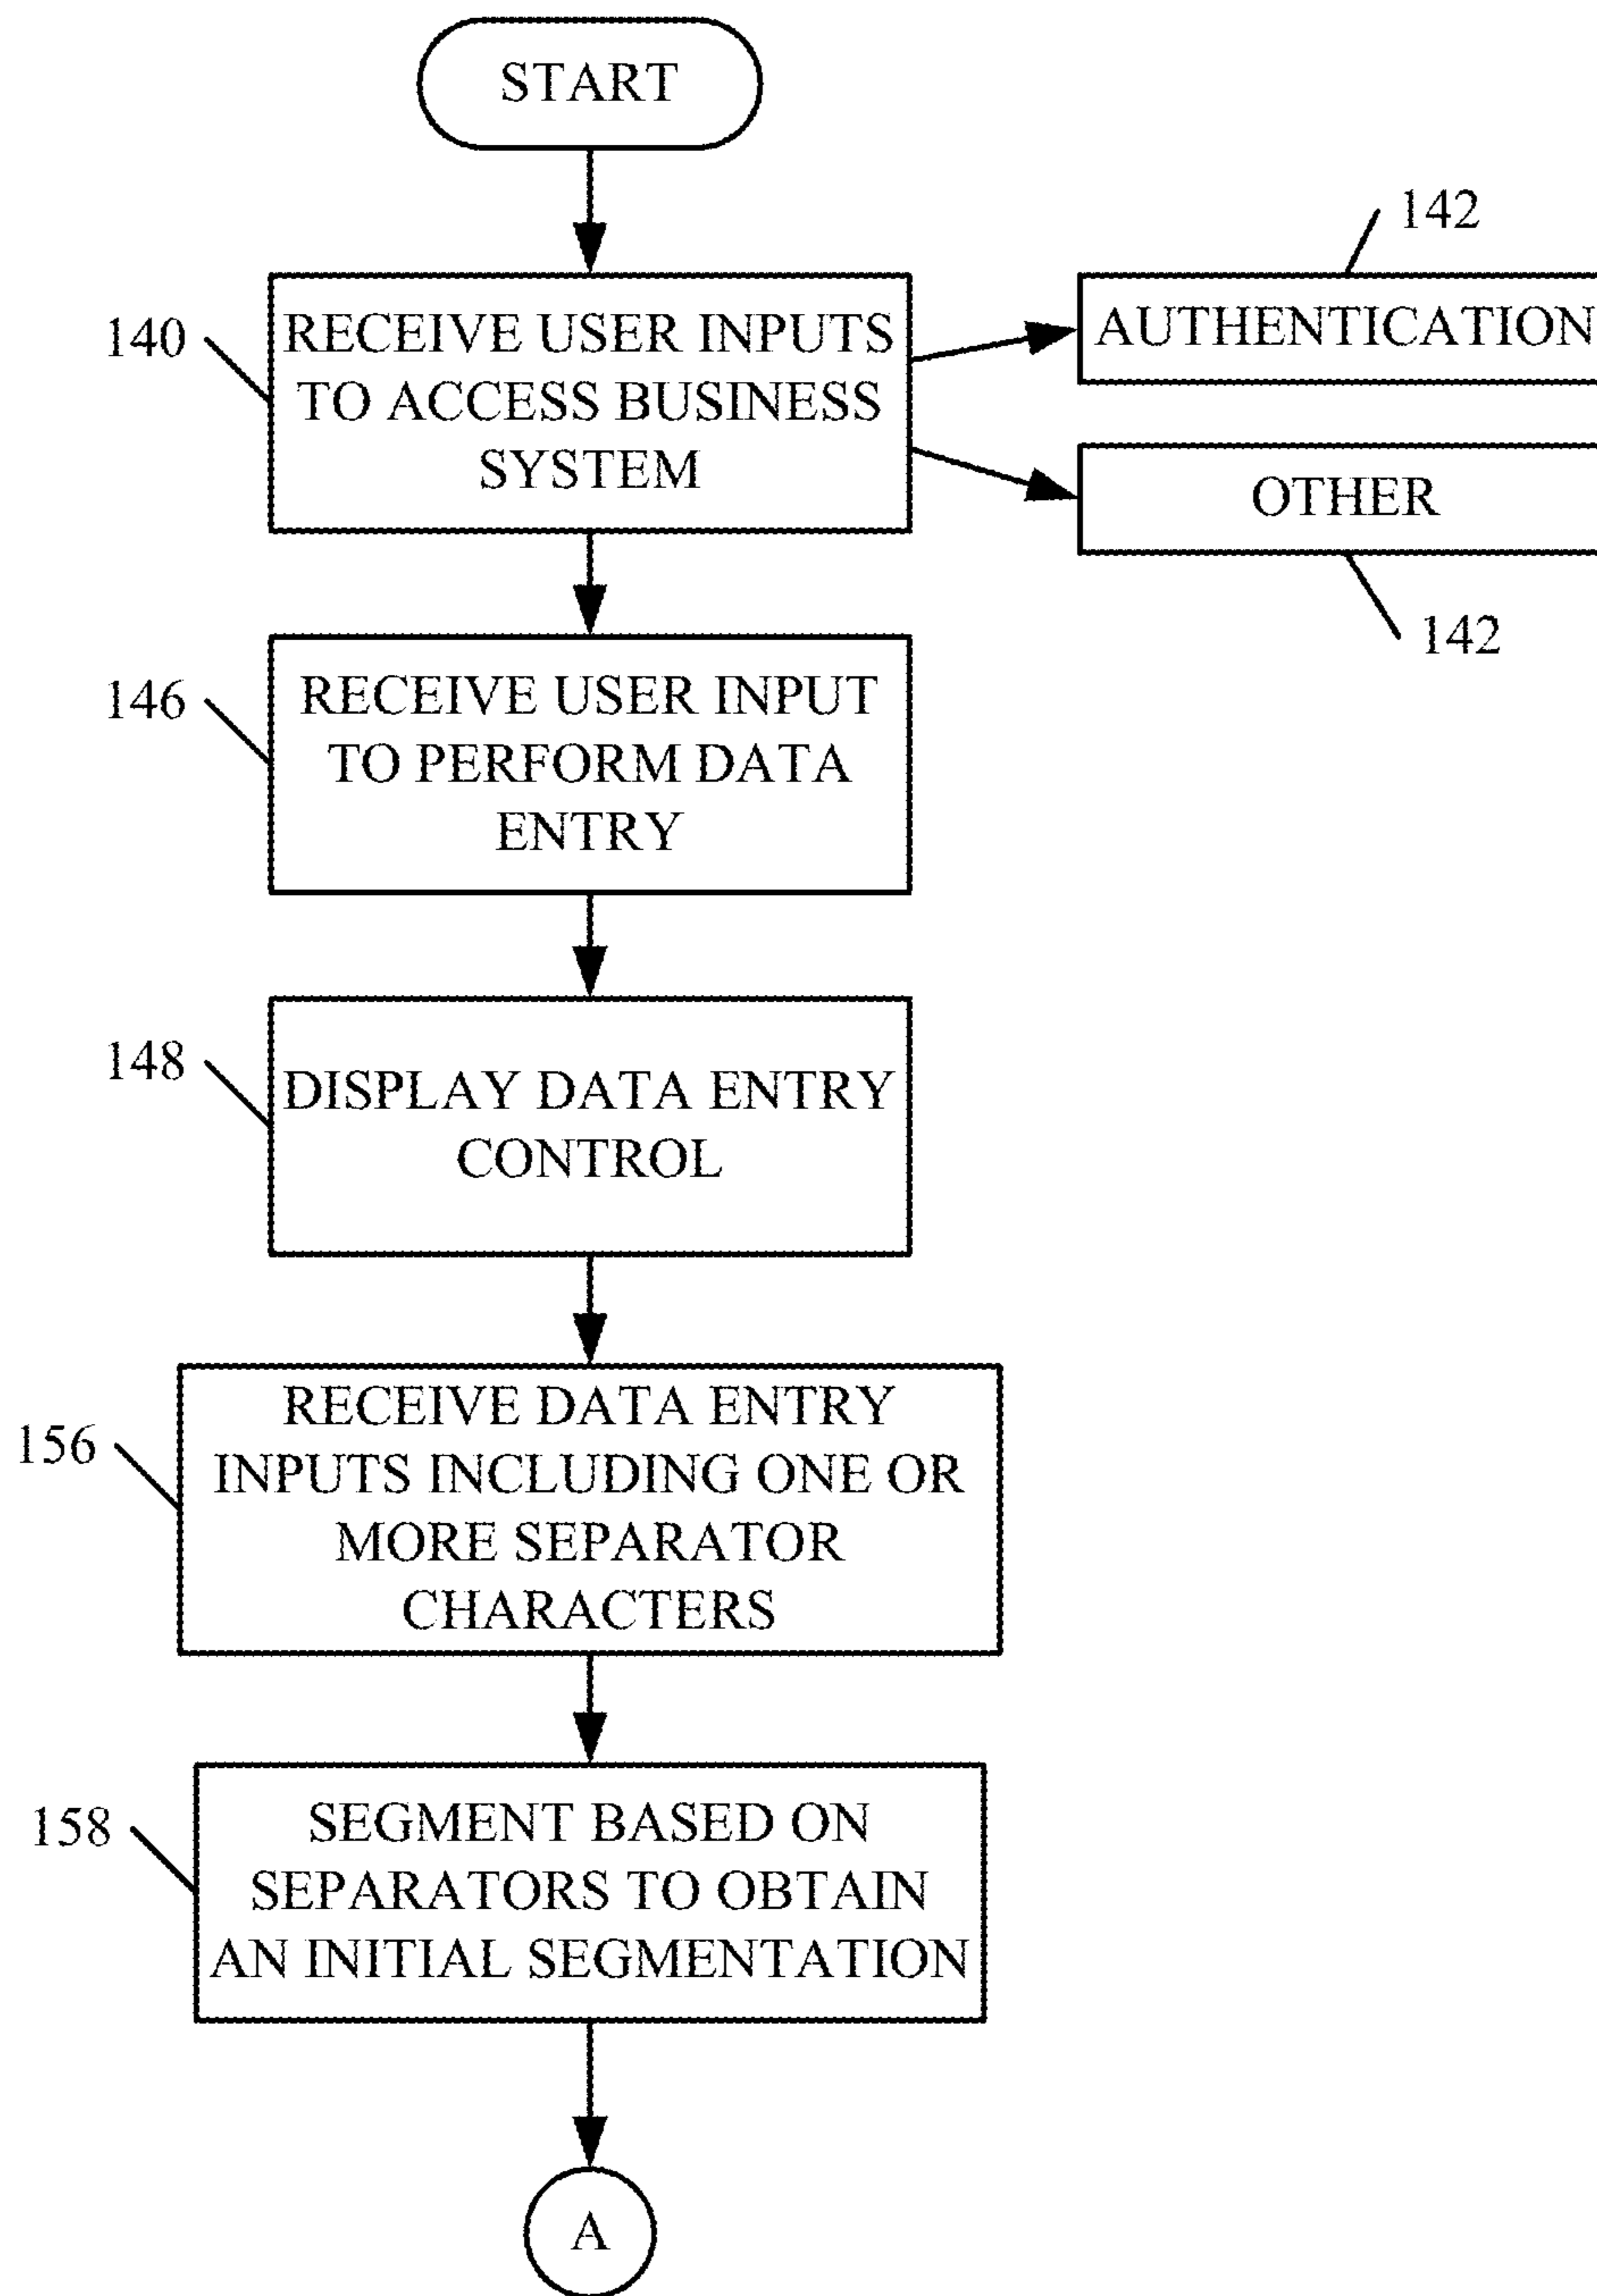 START
142
140
RECEIVE USER INPUTS
TO ACCESS BUSINESS
SYSTEM
AUTHENTICATION
OTHER
142
146
RECEIVE USER INPUT
TO PERFORM DATA
ENTRY
148
DISPLAY DATA ENTRY
CONTROL
156
RECEIVE DATA ENTRY
INPUTS INCLUDING ONE OR
MORE SEPARATOR
CHARACTERS
158
SEGMENT BASED ON
SEPARATORS TO OBTAIN
AN INITIAL SEGMENTATION
A